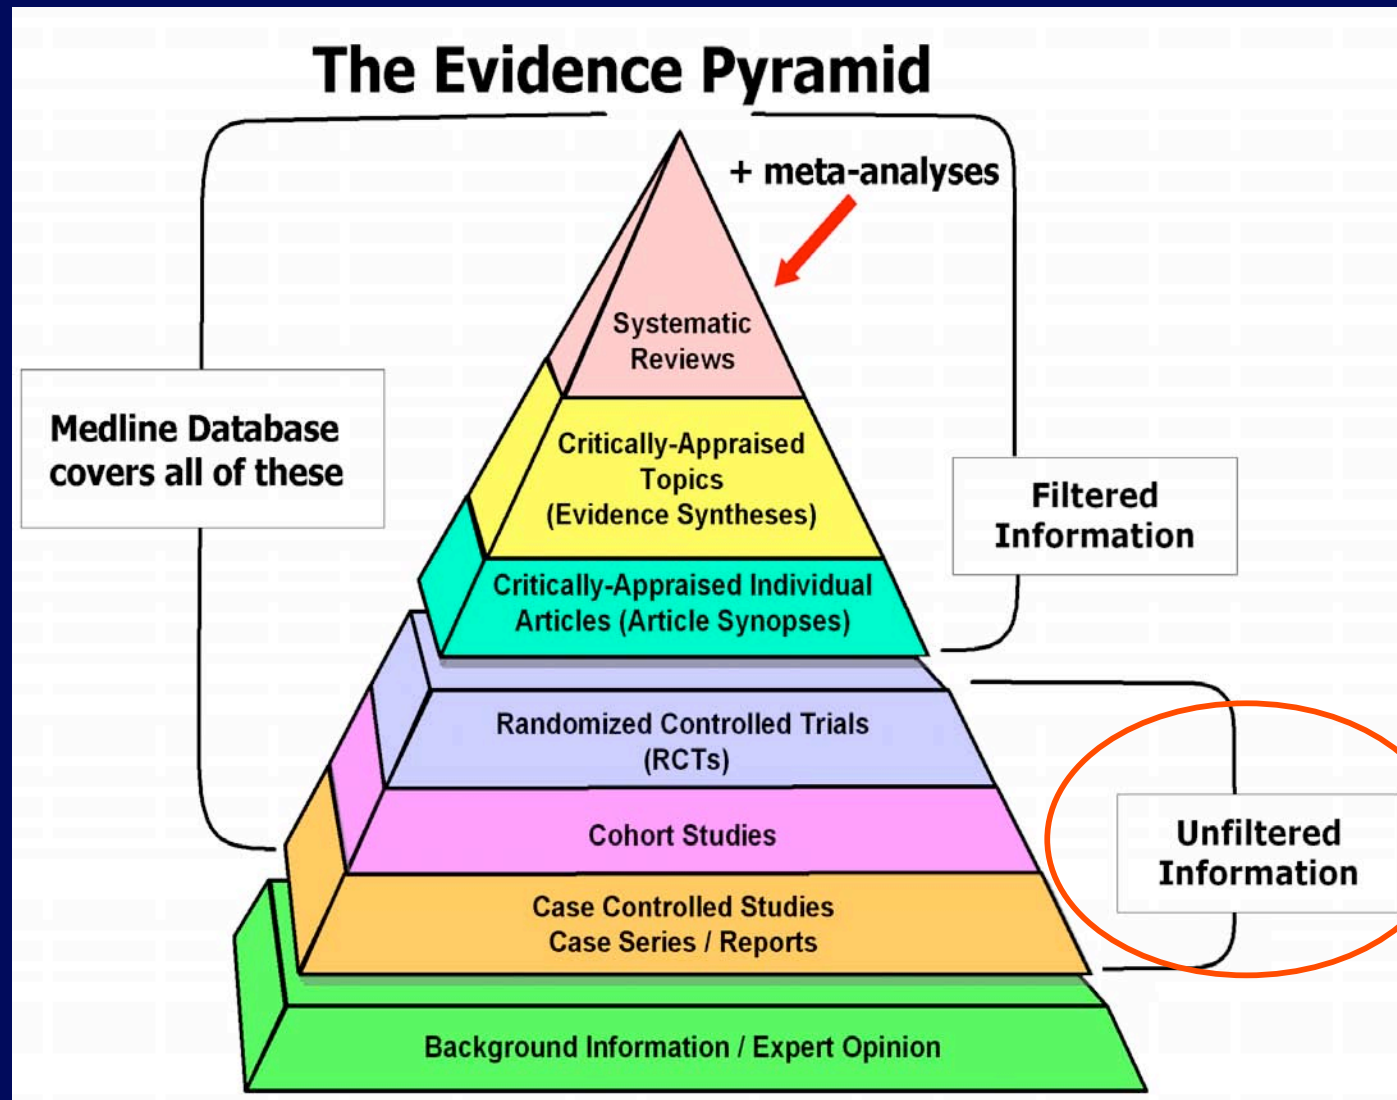 The Evidence Pyramid
+ meta-analyses
Systematic
Reviews
Medline Database
covers all of these
Critically-Appraised
Topics
(Evidence Syntheses)
Filtered
Information
Critically-Appraised Individual
Articles (Article Synopses)
Randomized Controlled Trials
(RCTs)
Cohort Studies
Unfiltered
Information
Case Controlled Studies
Case Series / Reports
Background Information / Expert Opinion